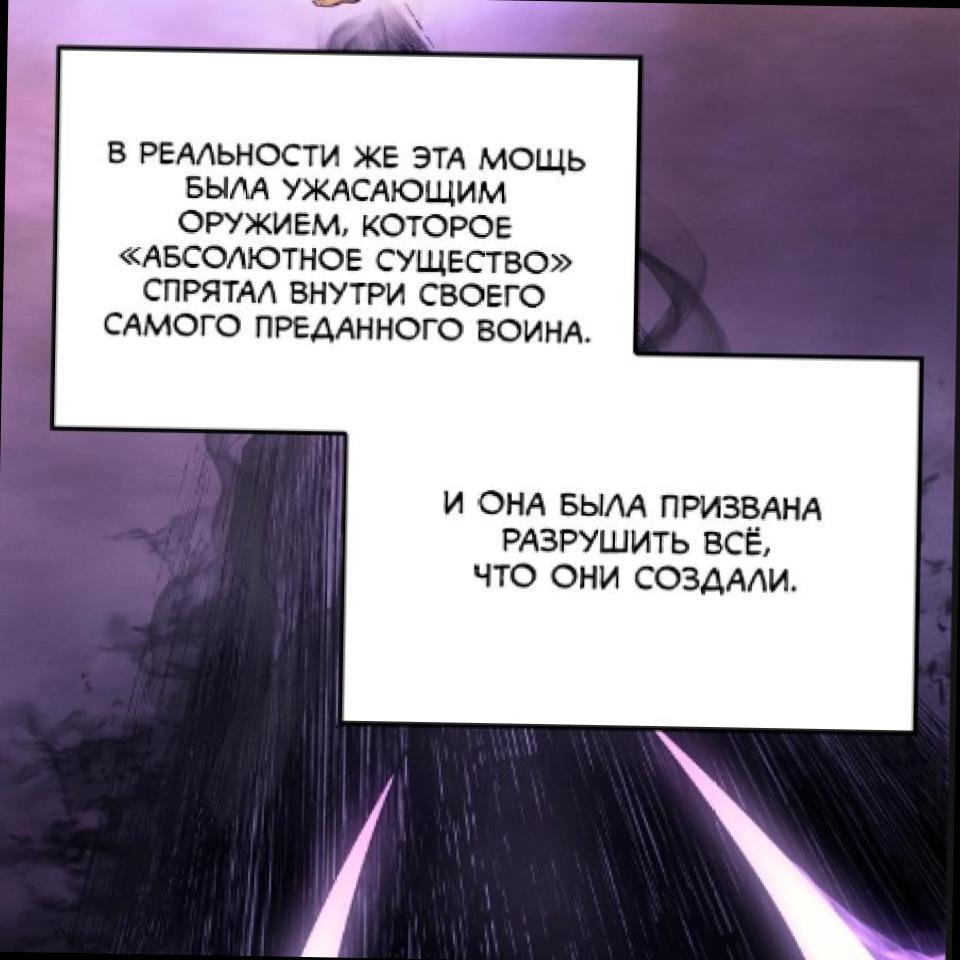 В РЕАЛЬНОСТИ ЖЕ ЭТА МОЩЬ
БЫЛА УЖАСАЮЩИМ
ОРУЖИЕМ, КОТОРОЕ
«АБСОЛЮТНОЕ СУЩЕСТВО»
СПРЯТАЛ ВНУТРИ СВОЕГО
САМОГО ПРЕДАННОГО ВОИНА.
И ОНА БЫЛА ПРИЗВАНА
РАЗРУШИТЬ ВСЁ,
ЧТО ОНИ СОЗДАЛИ.